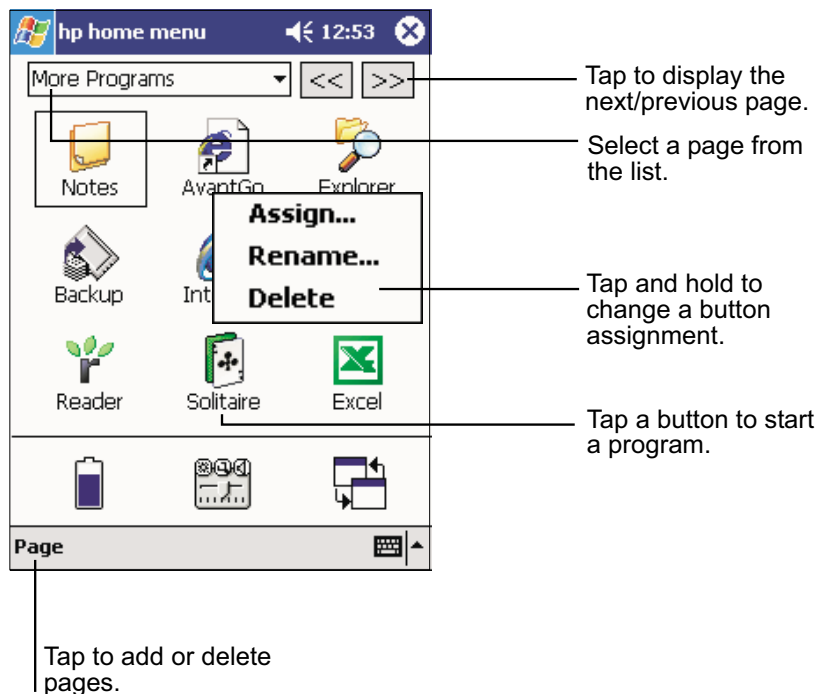 hp home menu 12:53
More Programs << >>
Tap to display the
next/previous page.
Select a page from
the list.
Notes AvantGo Explorer
Assign...
Rename...
Delete
Tap and hold to
change a button
assignment.
Backup Int
Reader Solitaire Excel
Tap a button to start
a program.
Page
Tap to add or delete
pages.